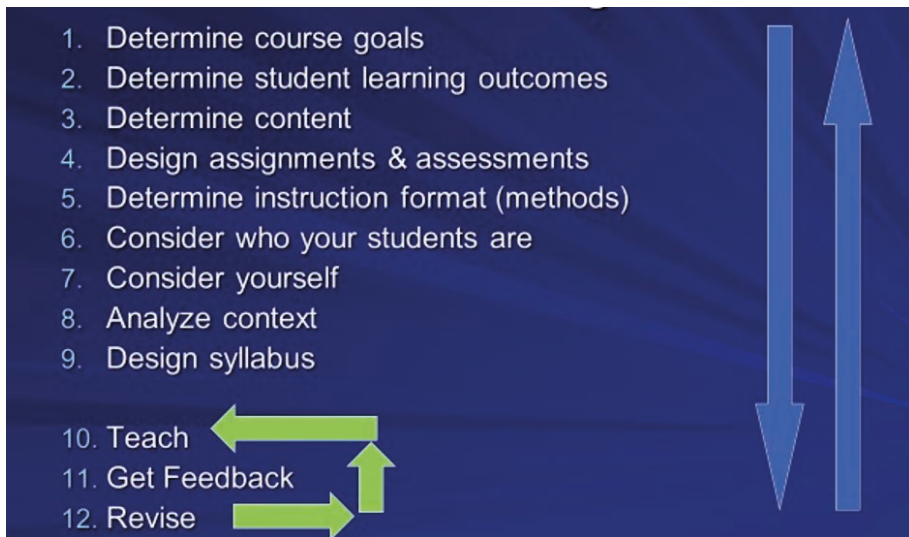 1. Determine course goals
2. Determine student learning outcomes
3. Determine content
4. Design assignments & assessments
5. Determine instruction format (methods)
6. Consider who your students are
7. Consider yourself
8. Analyze context
9. Design syllabus
10. Teach
11. Get Feedback
12. Revise